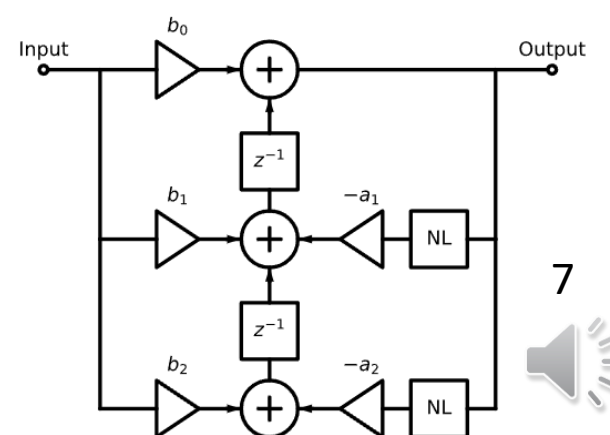 b₀
Input
Output
+
z⁻¹
b₁
−a₁
+
NL
7
z⁻¹
b₂
−a₂
+
NL